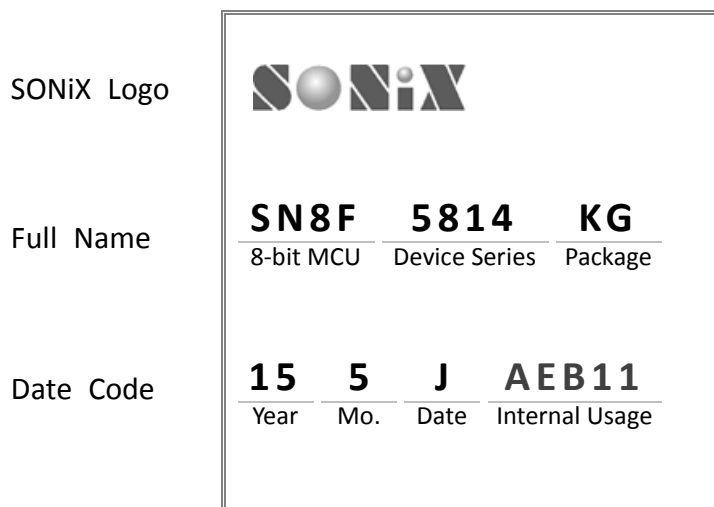 SONiX Logo
SONiX
Full Name
SN8F 5814 KG
8-bit MCU Device Series Package
Date Code
15 5 J AEB11
Year Mo. Date Internal Usage